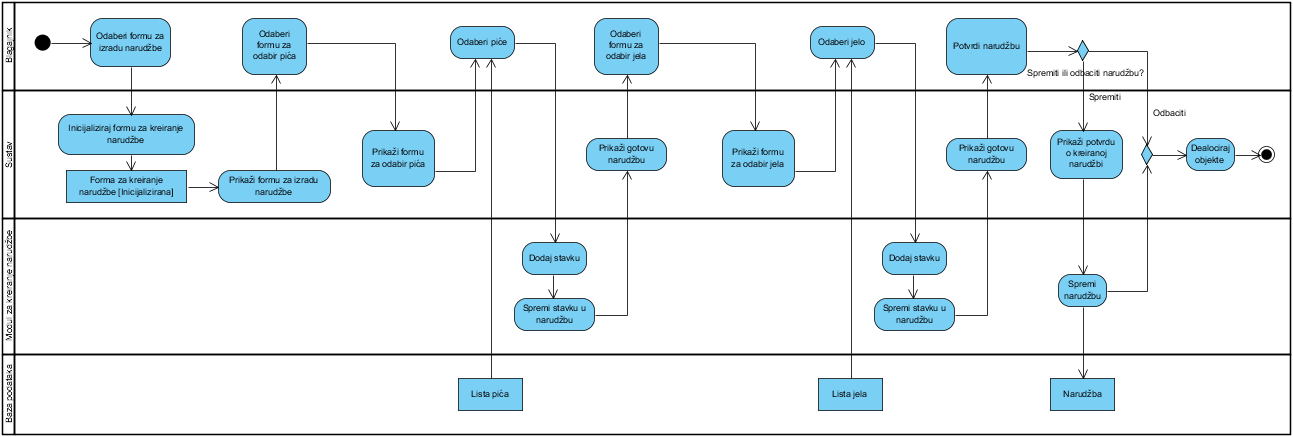 Blagajnik
Odaberi formu za
izradu narudžbe
Odaberi
formu za
odabir pića
Odaberi piće
Odaberi
formu za
odabir jela
Odaberi jelo
Potvrdi narudžbu
Spremiti ili odbaciti narudžbu?
Spremiti
Odbaciti
Sustav
Inicijaliziraj formu za kreiranje
narudžbe
Forma za kreiranje
narudžbe [Inicijalizirana]
Prikaži formu za izradu
narudžbe
Prikaži formu
za odabir pića
Prikaži gotovu
narudžbu
Prikaži formu
za odabir jela
Prikaži gotovu
narudžbu
Prikaži potvrdu
o kreiranoj
narudžbi
Dealociraj
objekte
Modul za kreiranje narudžbe
Dodaj stavku
Spremi stavku u
narudžbu
Dodaj stavku
Spremi stavku u
narudžbu
Spremi
narudžbu
Baza podataka
Lista pića
Lista jela
Narudžba